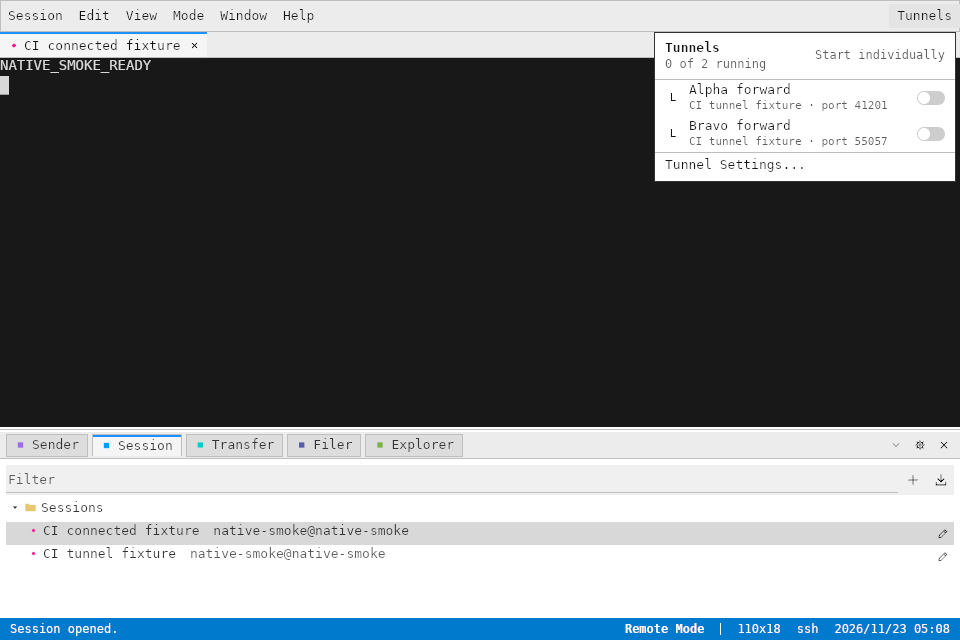 Session Edit View Mode Window Help Tunnels
CI connected fixture ×
NATIVE_SMOKE_READY
Tunnels
0 of 2 running
Start individually
L Alpha forward
CI tunnel fixture · port 41201
L Bravo forward
CI tunnel fixture · port 55057
Tunnel Settings...
Sender Session Transfer Filer Explorer
Filter
Sessions
CI connected fixture native-smoke@native-smoke
CI tunnel fixture native-smoke@native-smoke
Session opened. Remote Mode | 110x18 ssh 2026/11/23 05:08